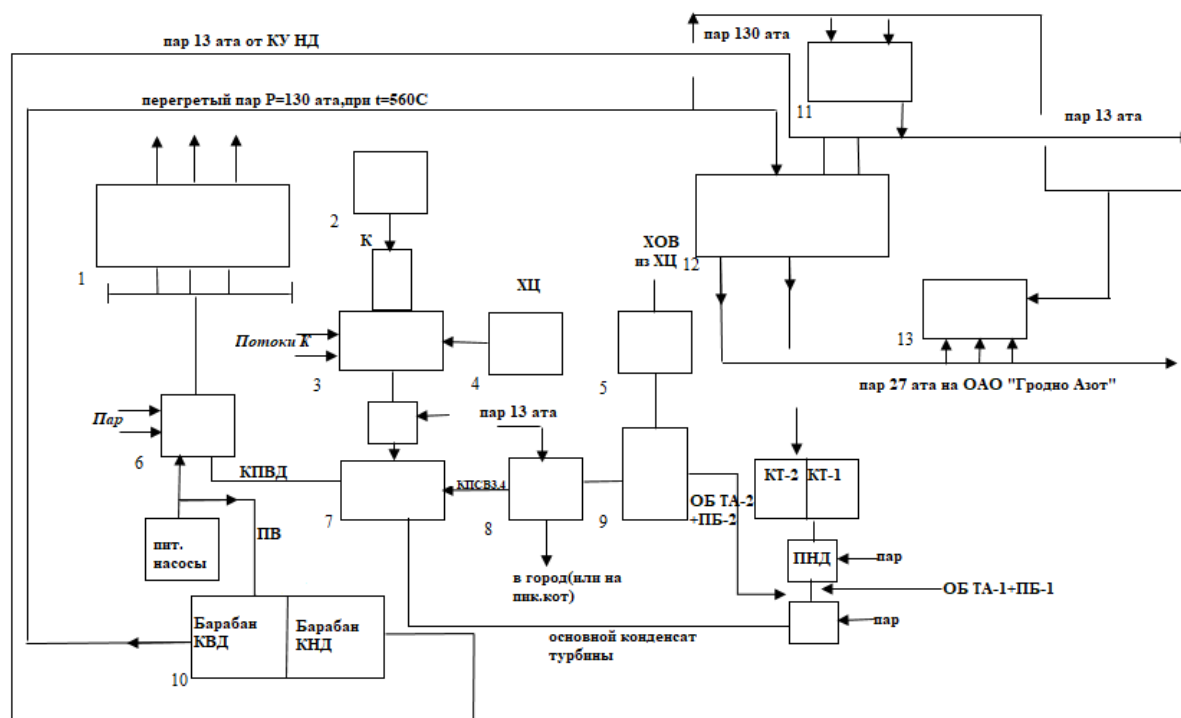 пар 13 ата от КУ НД
пар 130 ата
перегретый пар Р=130 ата,при t=560С
11
пар 13 ата
2
К
ХОВ
из ХЦ
12
1
ХЦ
Потоки К
13
3
4
5
пар 27 ата на ОАО "Гродно Азот"
Пар
пар 13 ата
6
КПВД
КПСВ3.4
КТ-2
КТ-1
ОБ ТА-2
+ПБ-2
7
8
9
ПВ
пит.
насосы
ПНД
пар
в город(или на
пик.кот)
ОБ ТА-1+ПБ-1
пар
Барабан
КВД
Барабан
КНД
основной конденсат
турбины
10